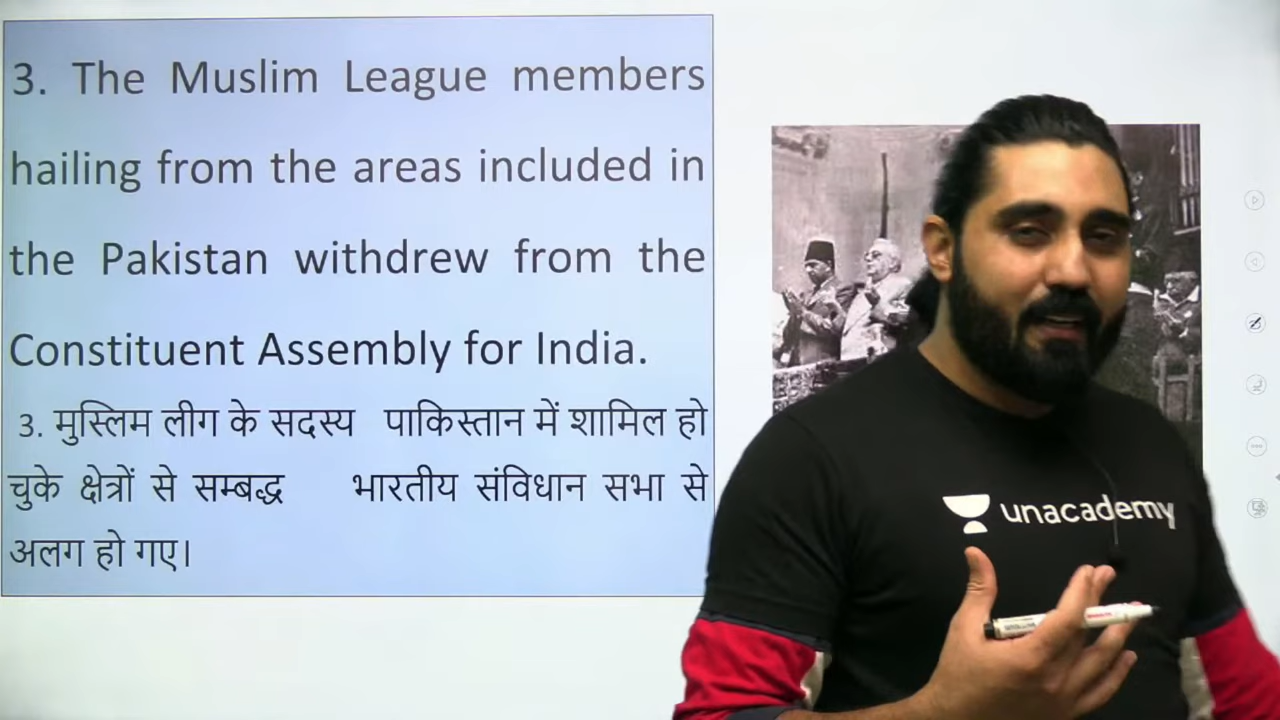 3. The Muslim League members
hailing from the areas included in
the Pakistan withdrew from the
Constituent Assembly for India.
3. मुस्लिम लीग के सदस्य पाकिस्तान में शामिल हो
चुके क्षेत्रों से सम्बद्ध भारतीय संविधान सभा से
अलग हो गए।
unacademy